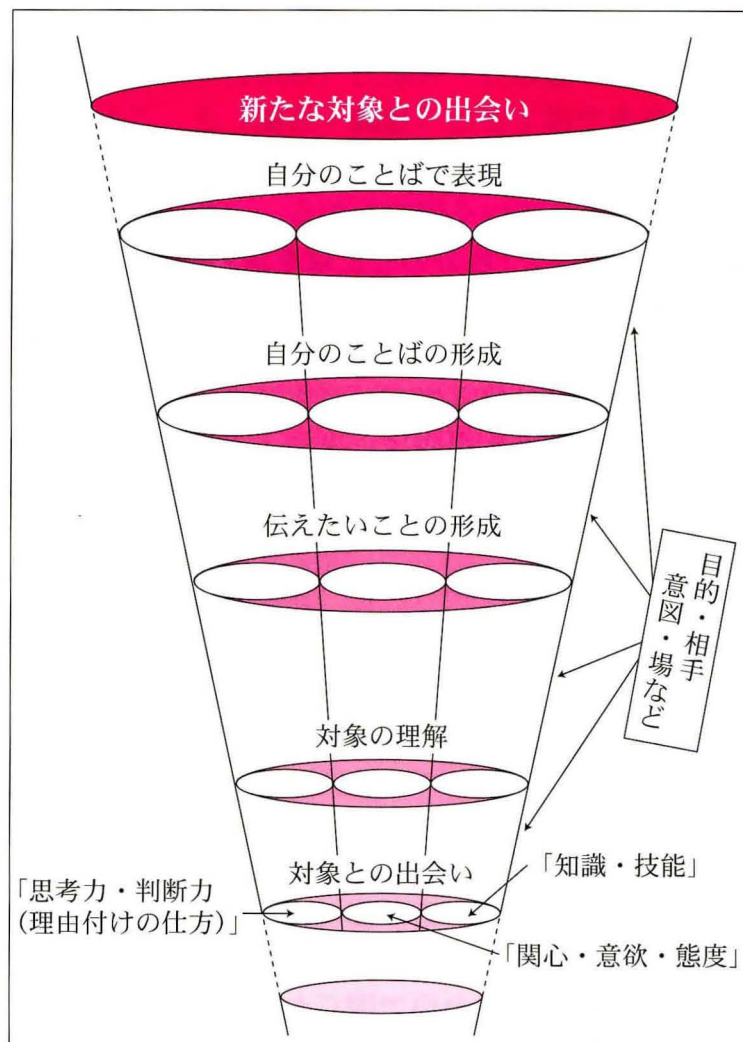 新たな対象との出会い
自分のことばで表現
自分のことばの形成
伝えたいことの形成
目的・相手
意図・場など
対象の理解
対象との出会い
「知識・技能」
「思考力・判断力
(理由付けの仕方)」
「関心・意欲・態度」